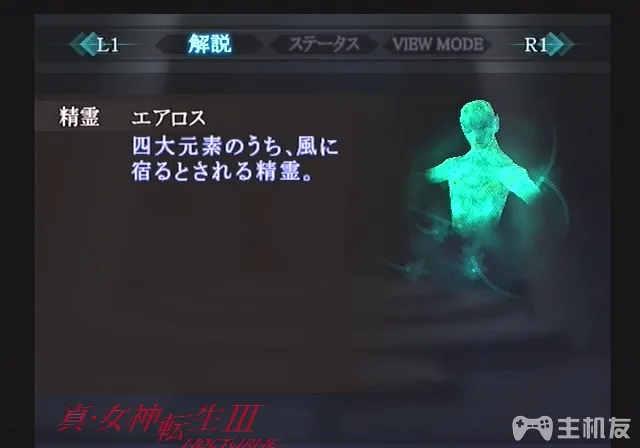 L1 解説 ステータス VIEW MODE R1
精霊 エアロス
四大元素のうち、風に
宿るとされる精霊。
真・女神転生III
NOCTURNE
主机友